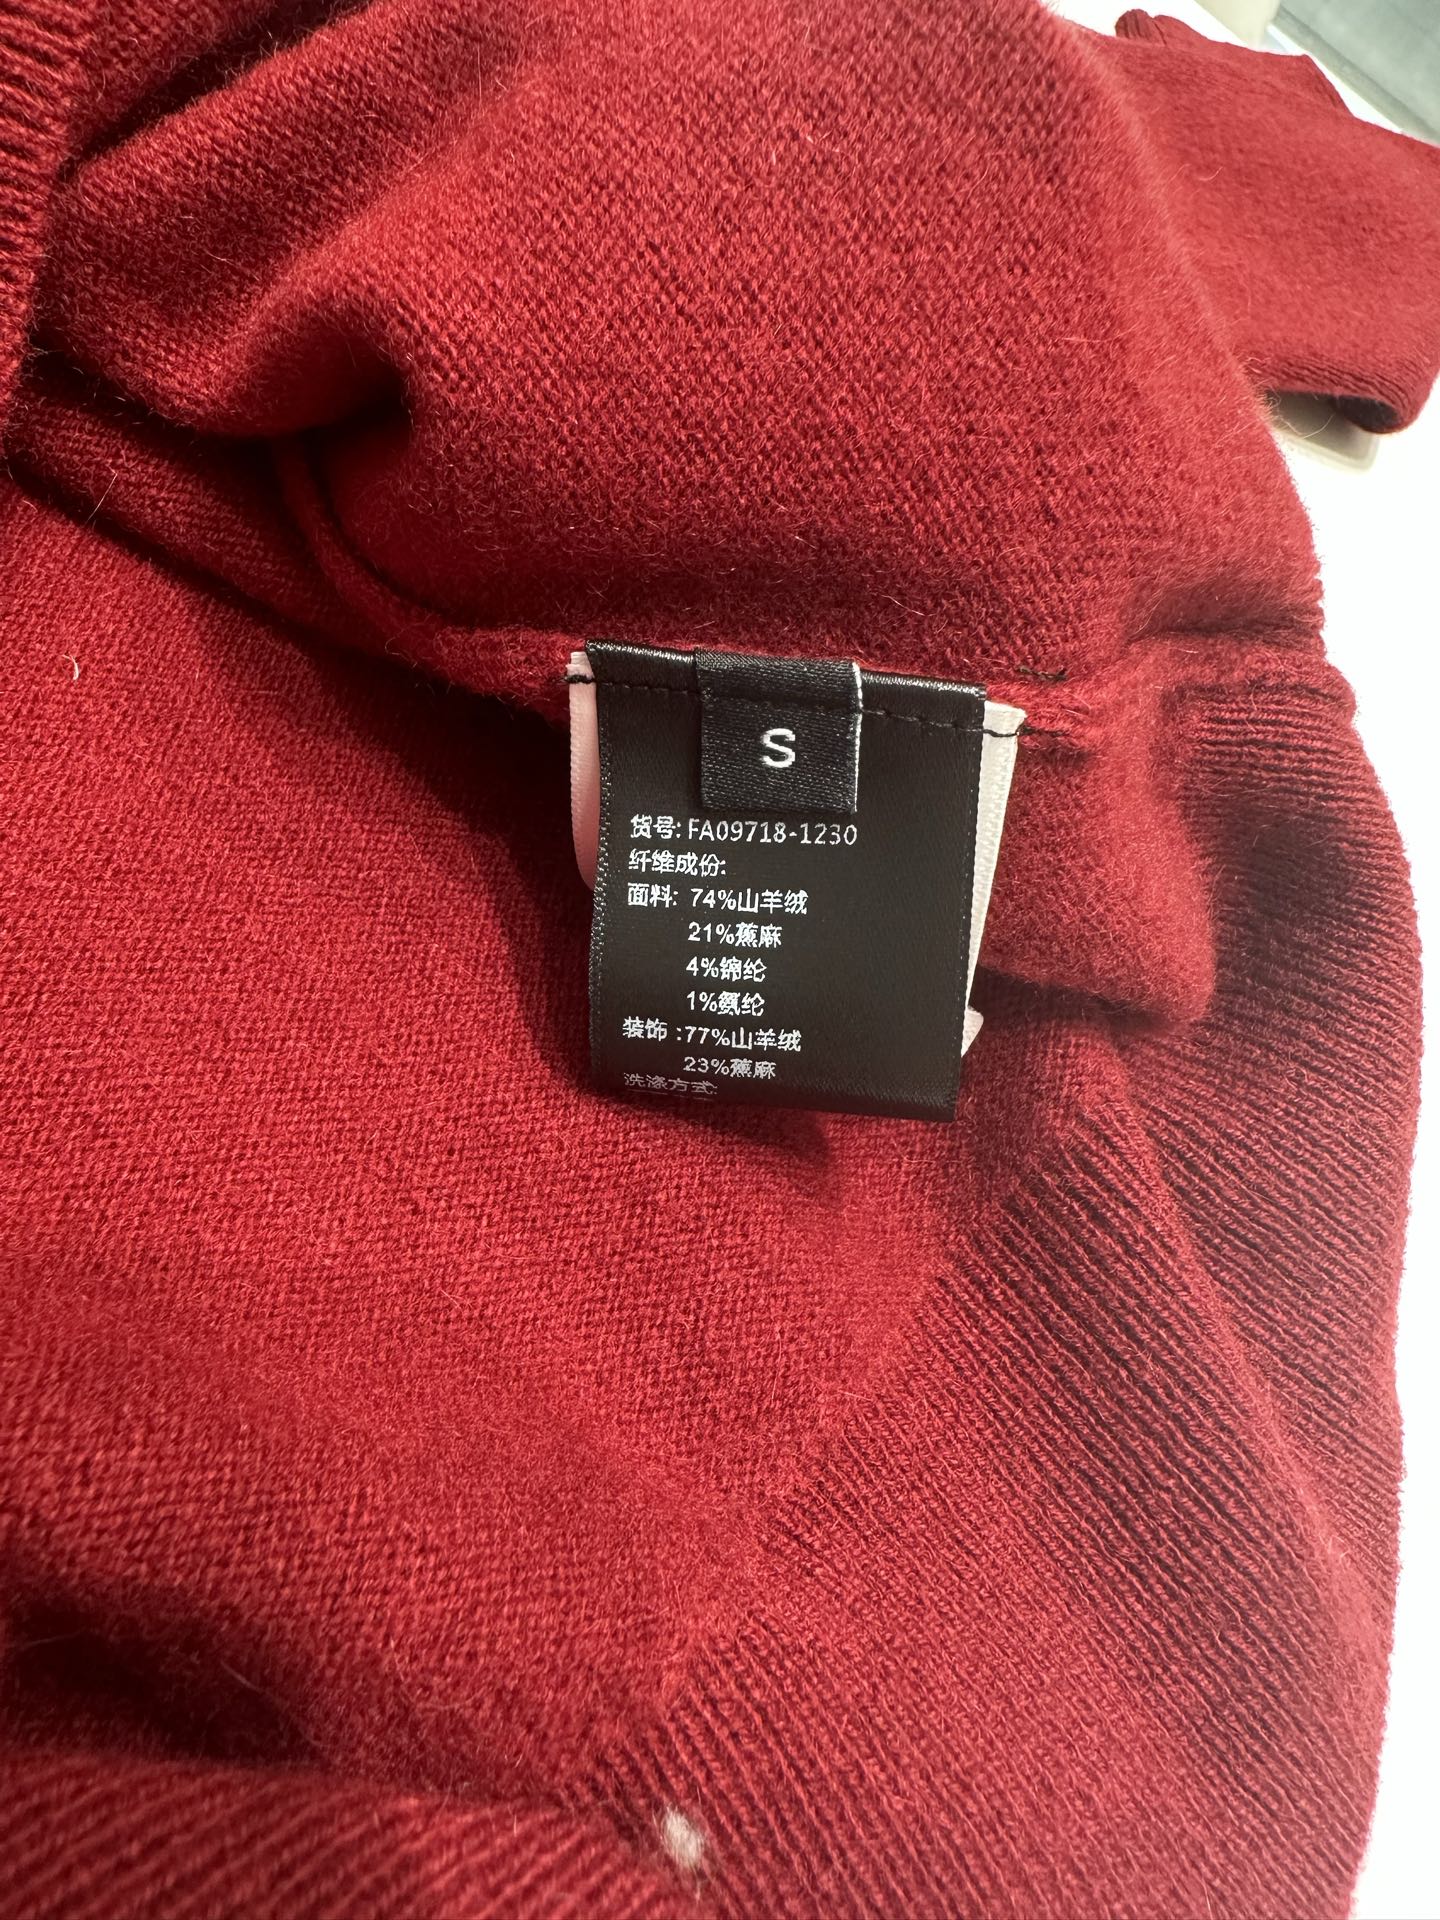 S
货号: FA09718-1230
纤维成份:
面料: 74%山羊绒
21%蕉麻
4%锦纶
1%氨纶
装饰 :77%山羊绒
23%蕉麻
洗涤方式: